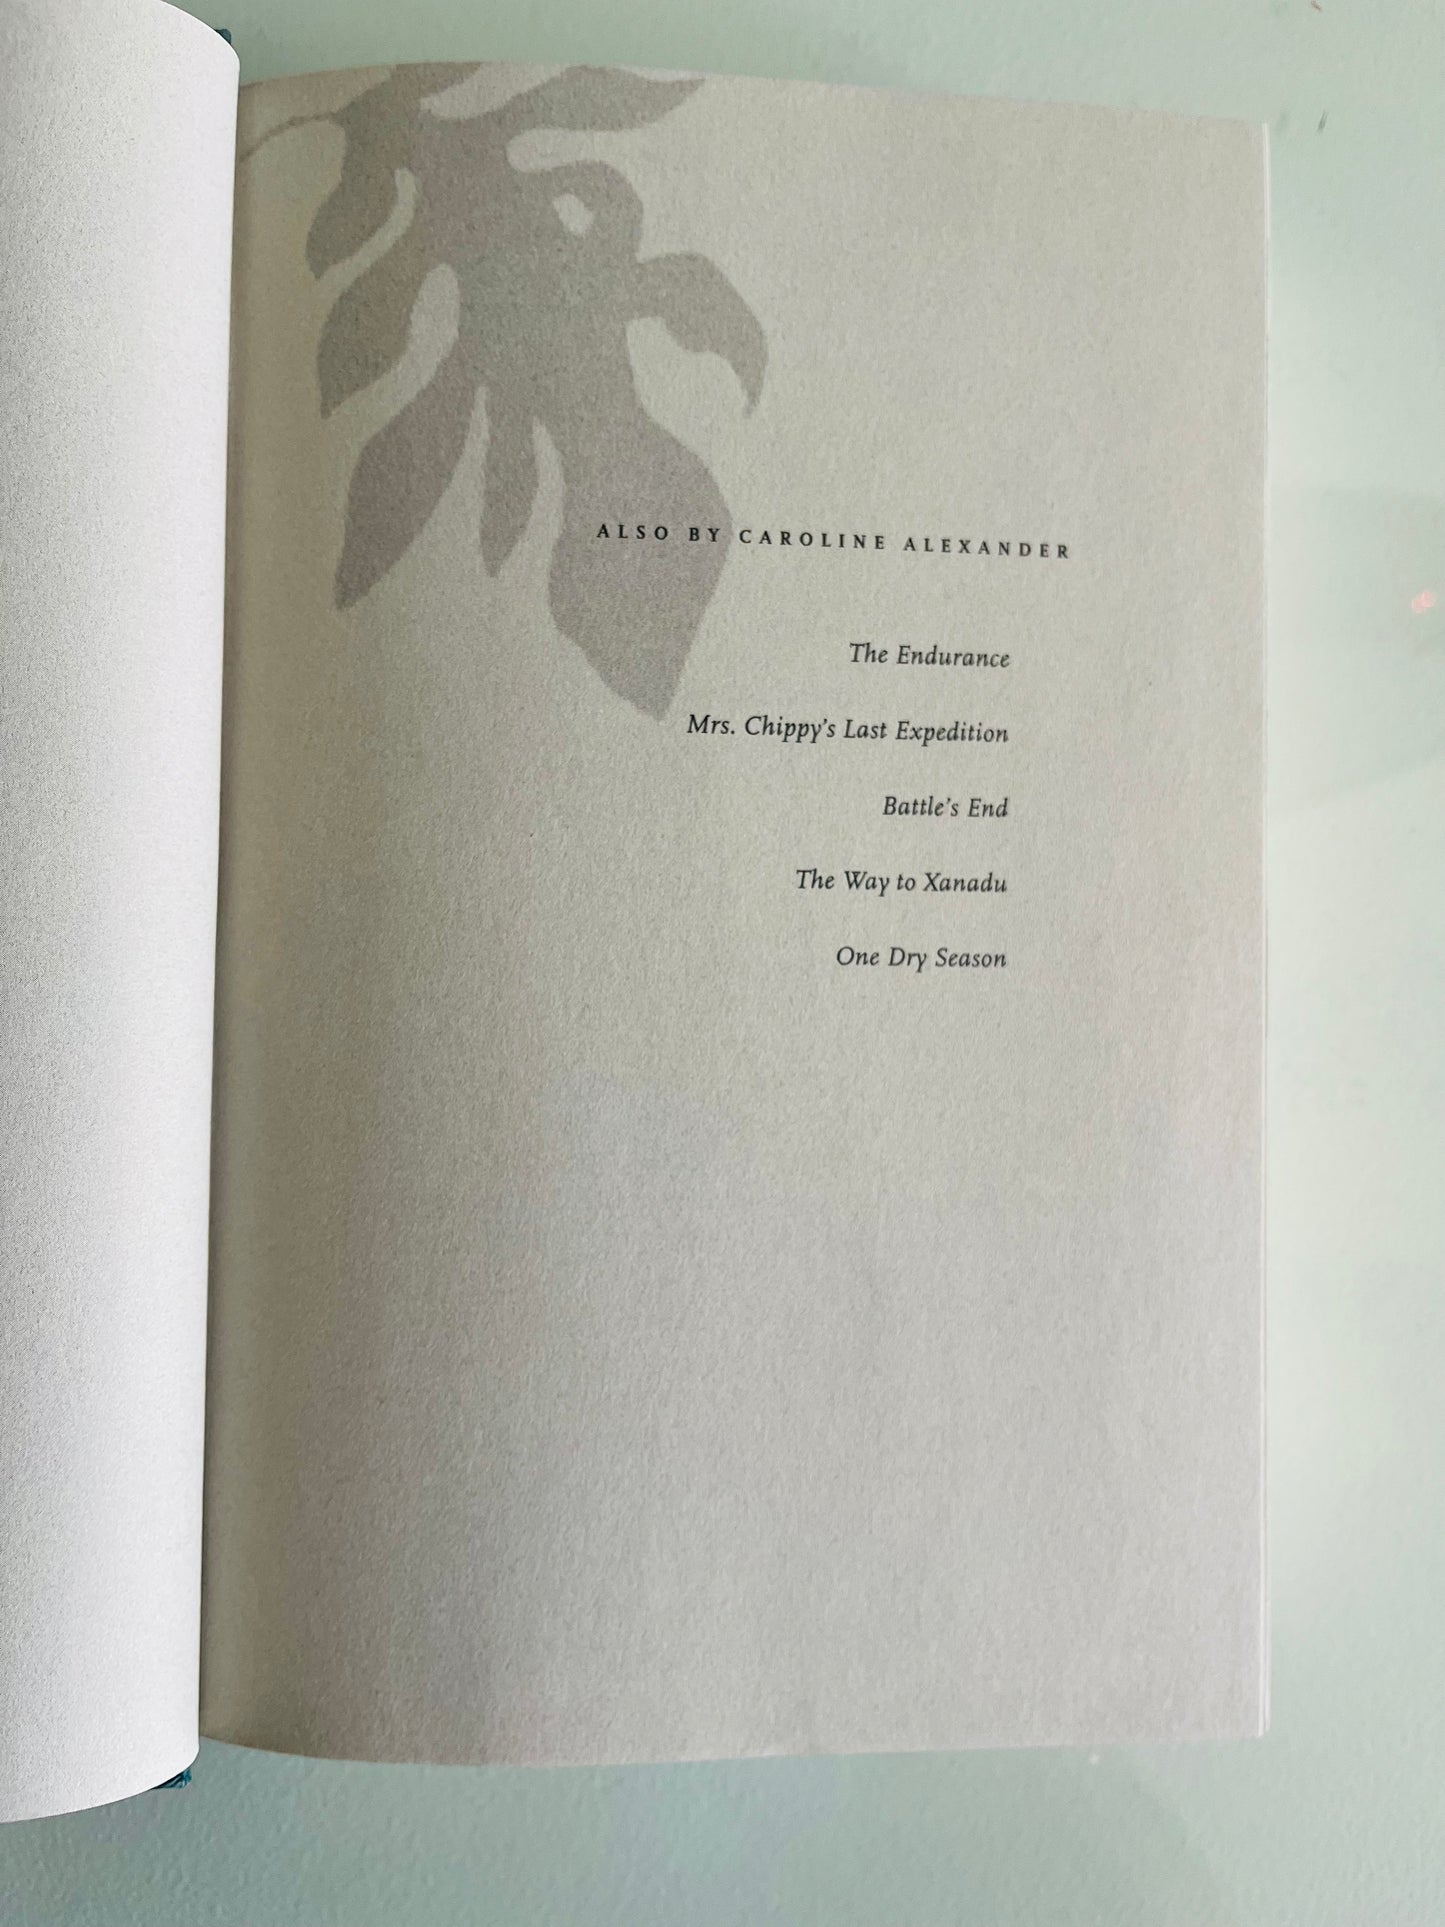 ALSO BY CAROLINE ALEXANDER
The Endurance
Mrs. Chippy’s Last Expedition
Battle’s End
The Way to Xanadu
One Dry Season